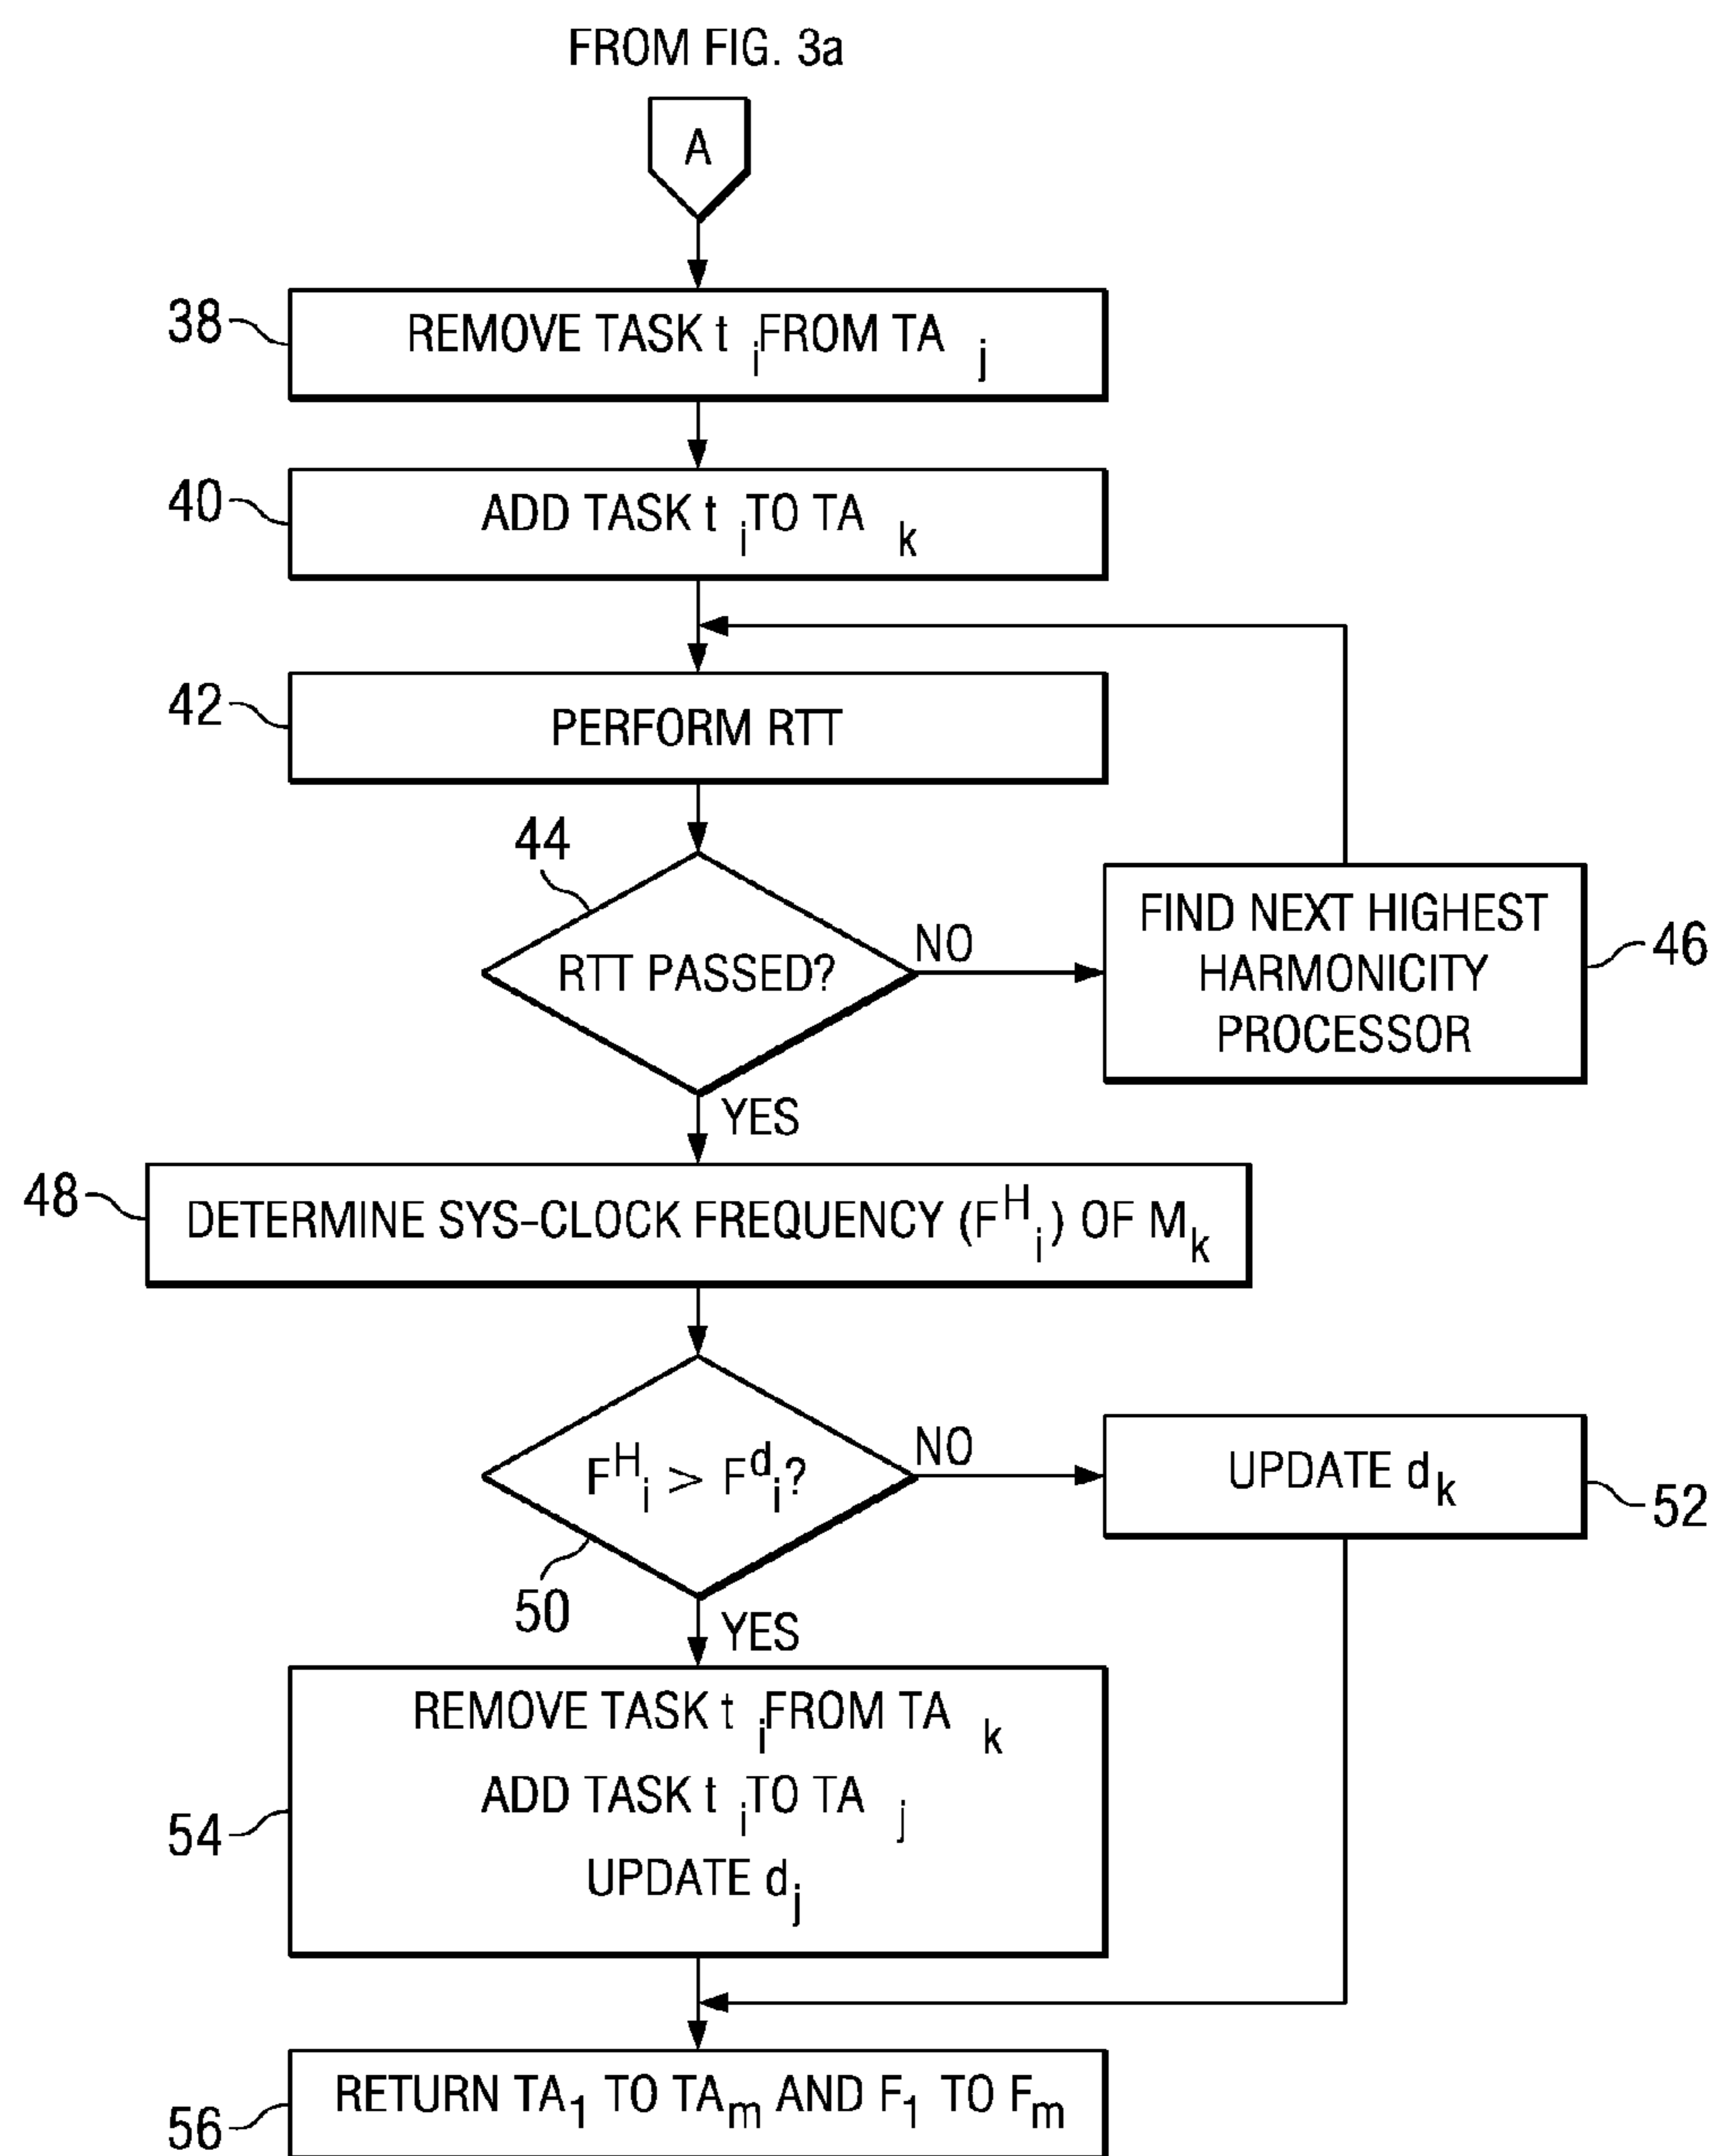 FROM FIG. 3a
A
38
REMOVE TASK t i FROM TA j
40
ADD TASK t i TO TA k
42
PERFORM RTT
44
RTT PASSED?
NO
FIND NEXT HIGHEST
HARMONICITY
PROCESSOR
46
YES
48
DETERMINE SYS-CLOCK FREQUENCY (F^H_i) OF M_k
F^H_i > F^d_i?
50
NO
UPDATE d_k
52
YES
54
REMOVE TASK t i FROM TA k
ADD TASK t i TO TA j
UPDATE d_j
56
RETURN TA_1 TO TA_m AND F_1 TO F_m